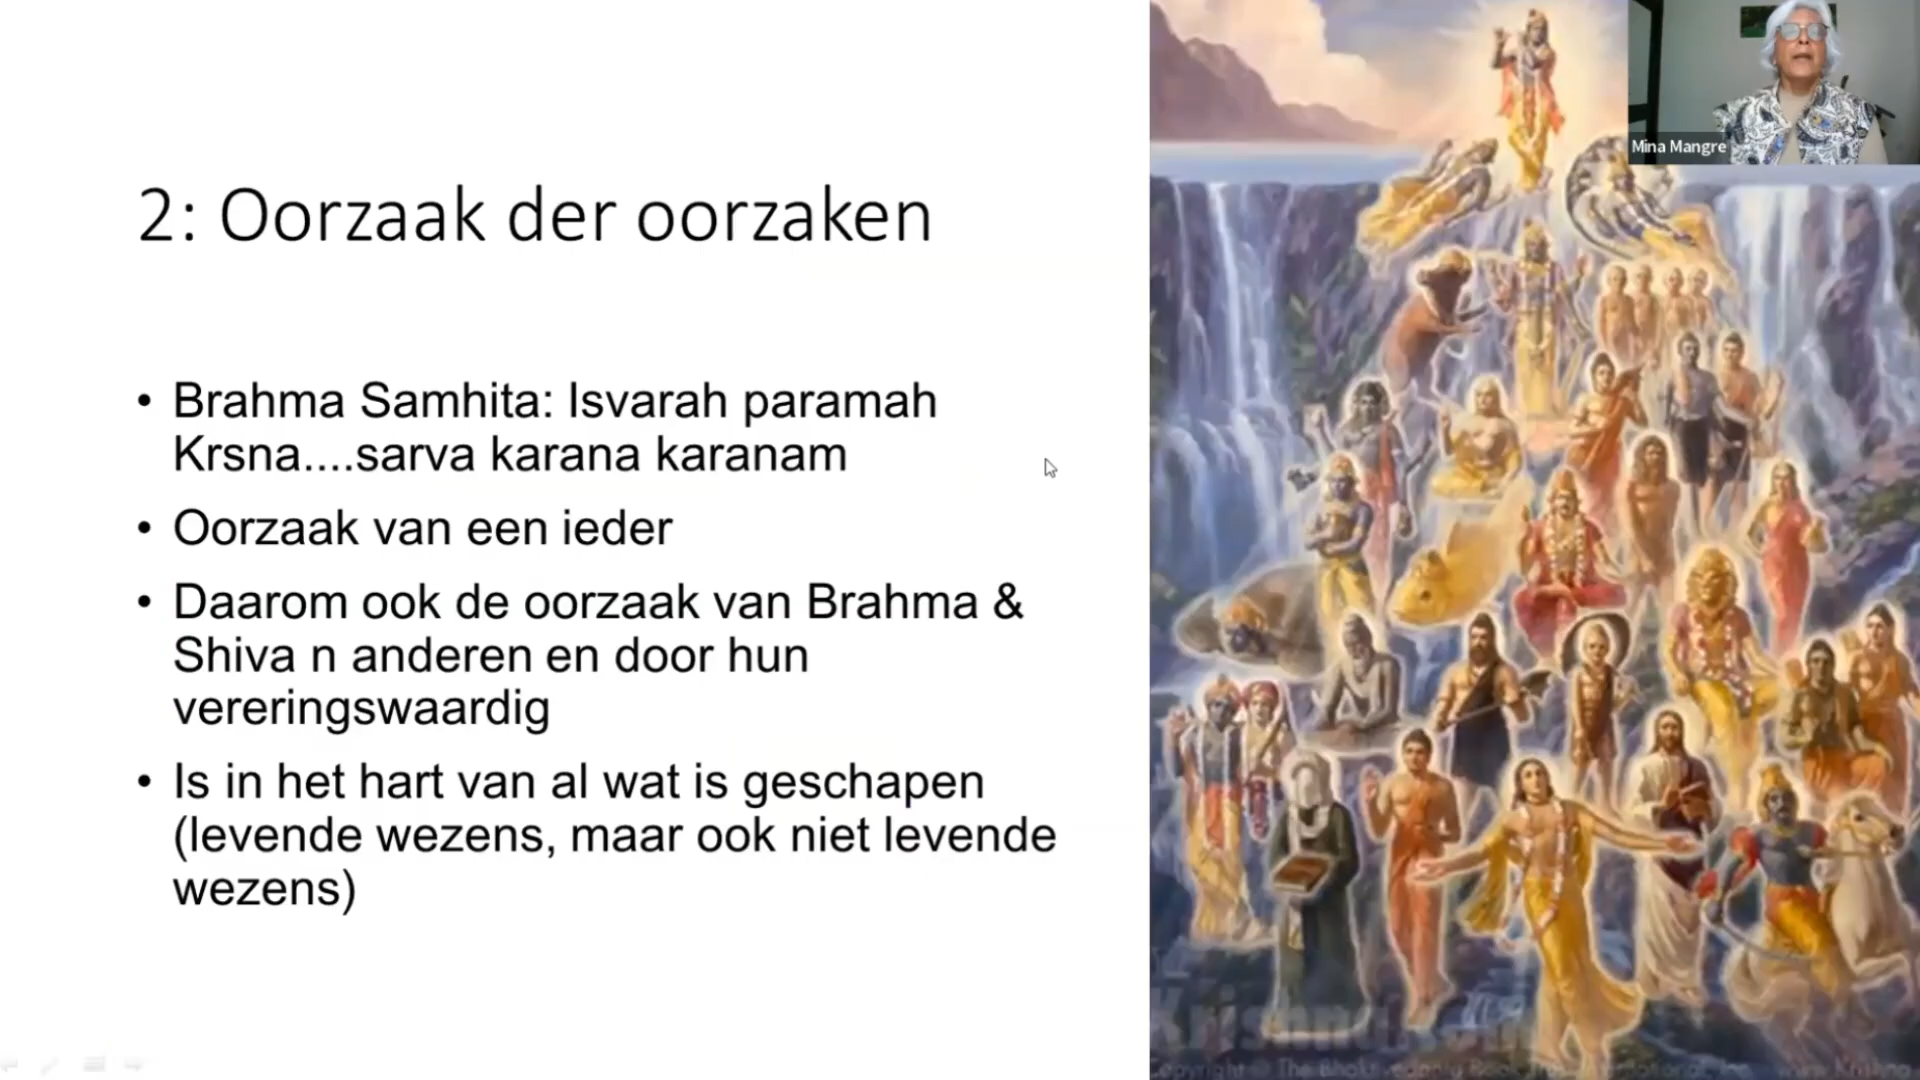 2: Oorzaak der oorzaken
• Brahma Samhita: Isvarah paramah
Krsna....sarva karana karanam
• Oorzaak van een ieder
• Daarom ook de oorzaak van Brahma &
Shiva n anderen en door hun
vereringswaardig
• Is in het hart van al wat is geschapen
(levende wezens, maar ook niet levende
wezens)
Mina Mangre
Copyright © The